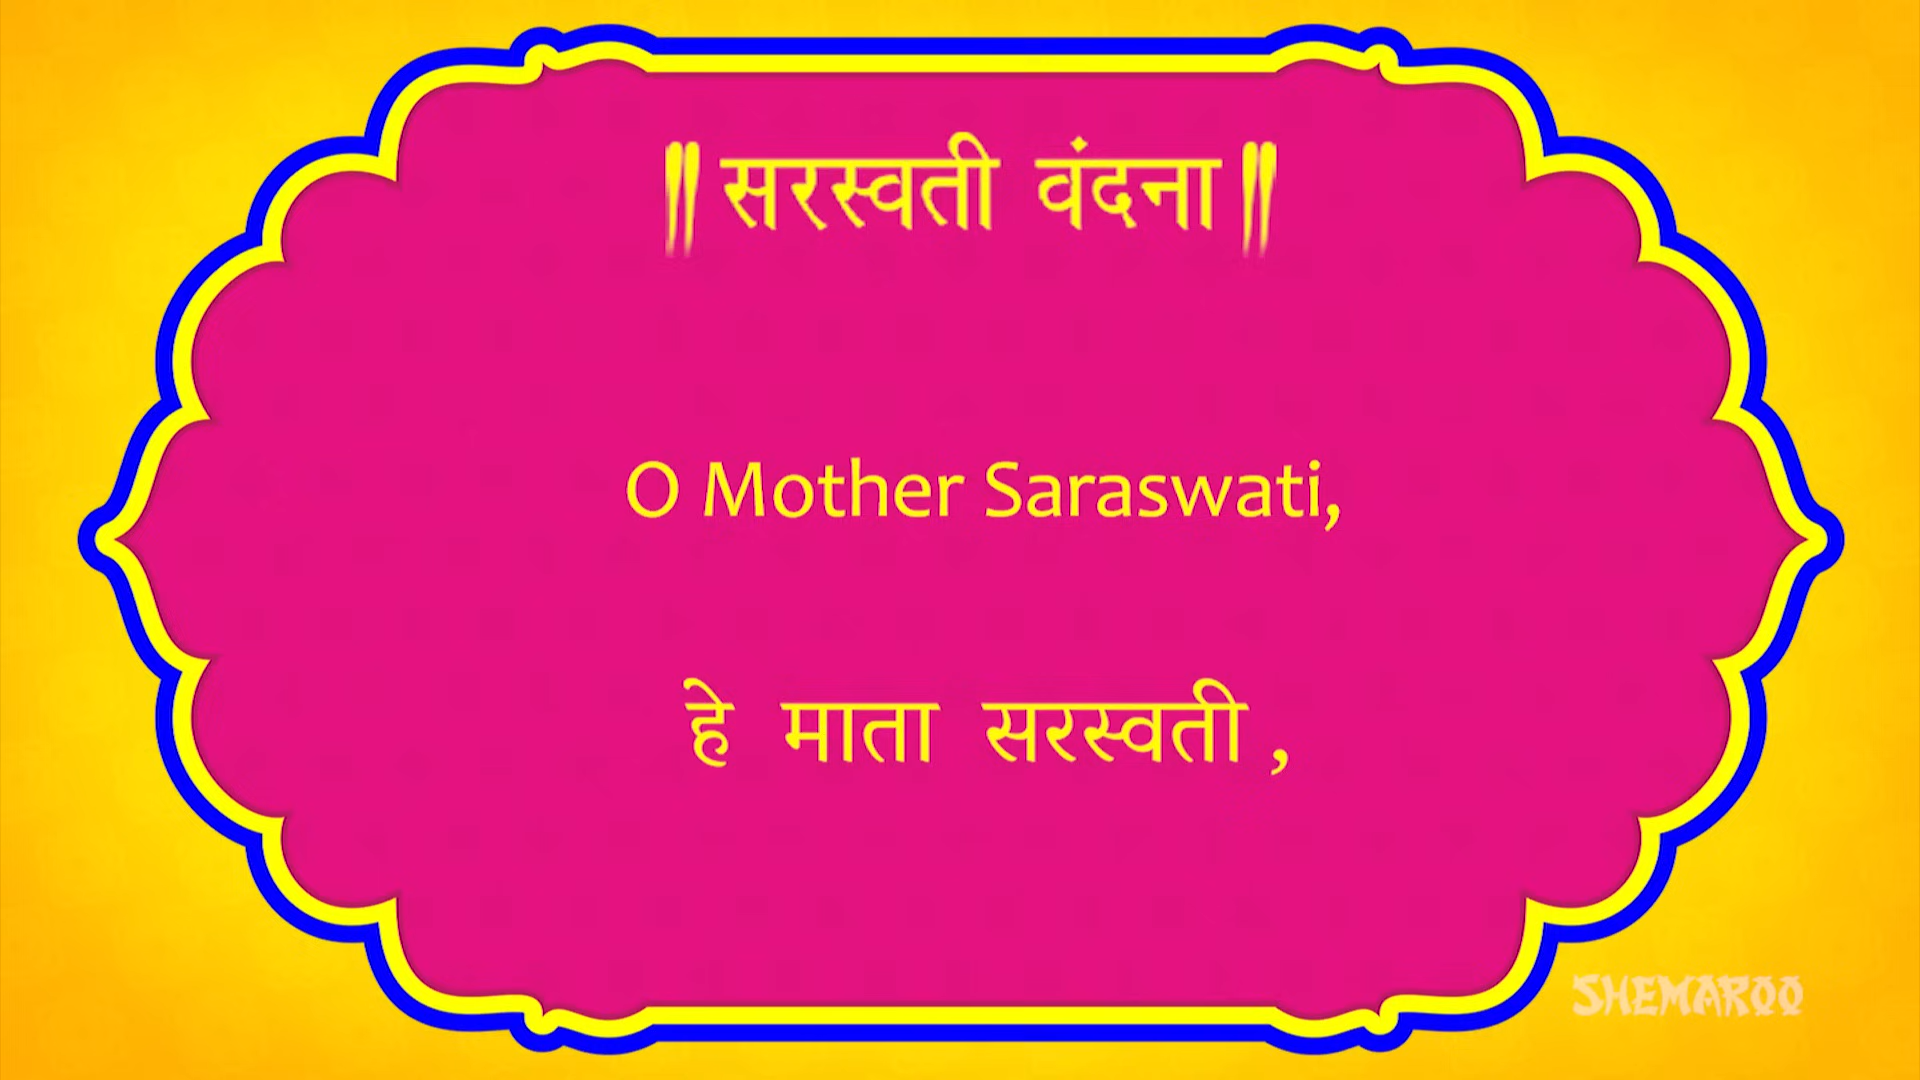 ॥ सरस्वती वंदना ॥
O Mother Saraswati,
हे माता सरस्वती,
SHEMAROO